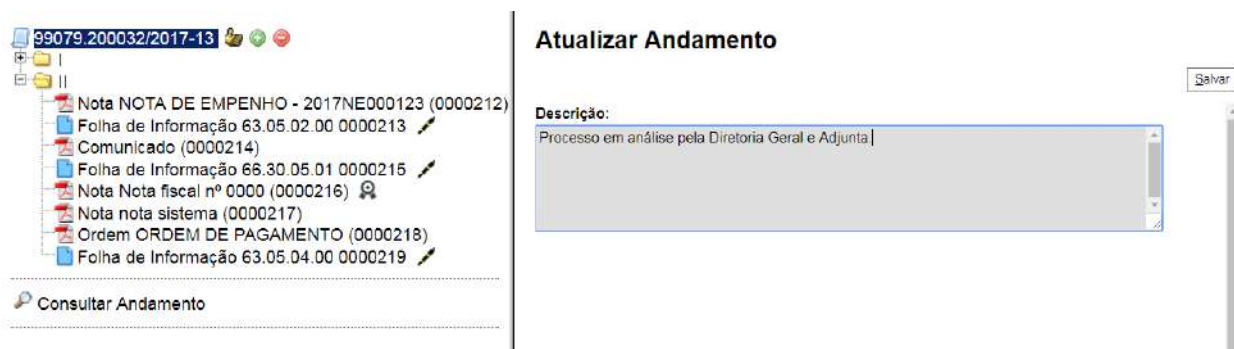 99079.200032/2017-13
I
II
Nota NOTA DE EMPENHO - 2017NE000123 (0000212)
Folha de Informação 63.05.02.00 0000213
Comunicado (0000214)
Folha de Informação 66.30.05.01 0000215
Nota Nota fiscal nº 0000 (0000216)
Nota nota sistema (0000217)
Ordem ORDEM DE PAGAMENTO (0000218)
Folha de Informação 63.05.04.00 0000219
Consultar Andamento
Atualizar Andamento
Salvar
Descrição:
Processo em análise pela Diretoria Geral e Adjunta